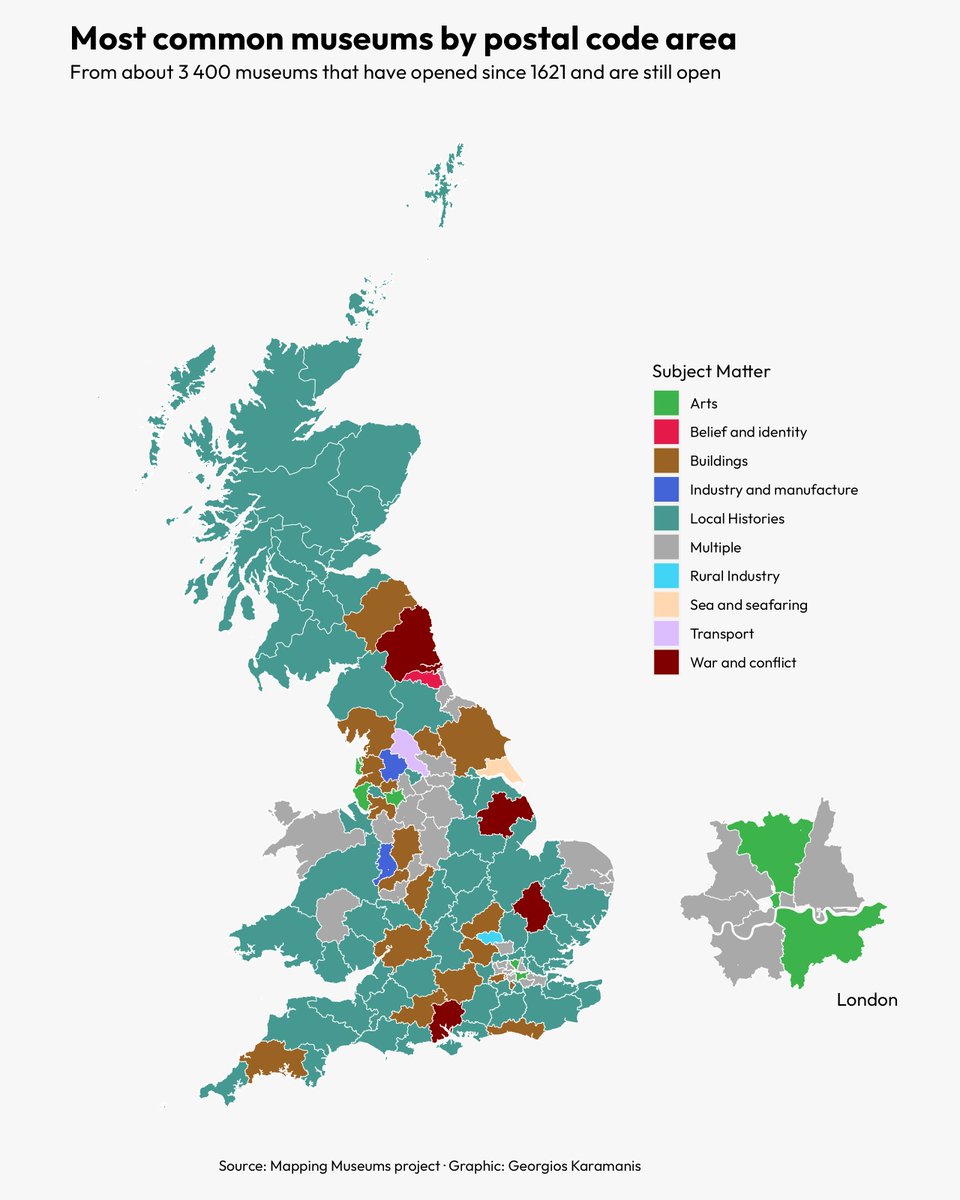 Most common museums by postal code area
From about 3 400 museums that have opened since 1621 and are still open
Subject Matter
Arts
Belief and identity
Buildings
Industry and manufacture
Local Histories
Multiple
Rural Industry
Sea and seafaring
Transport
War and conflict
London
Source: Mapping Museums project · Graphic: Georgios Karamanis